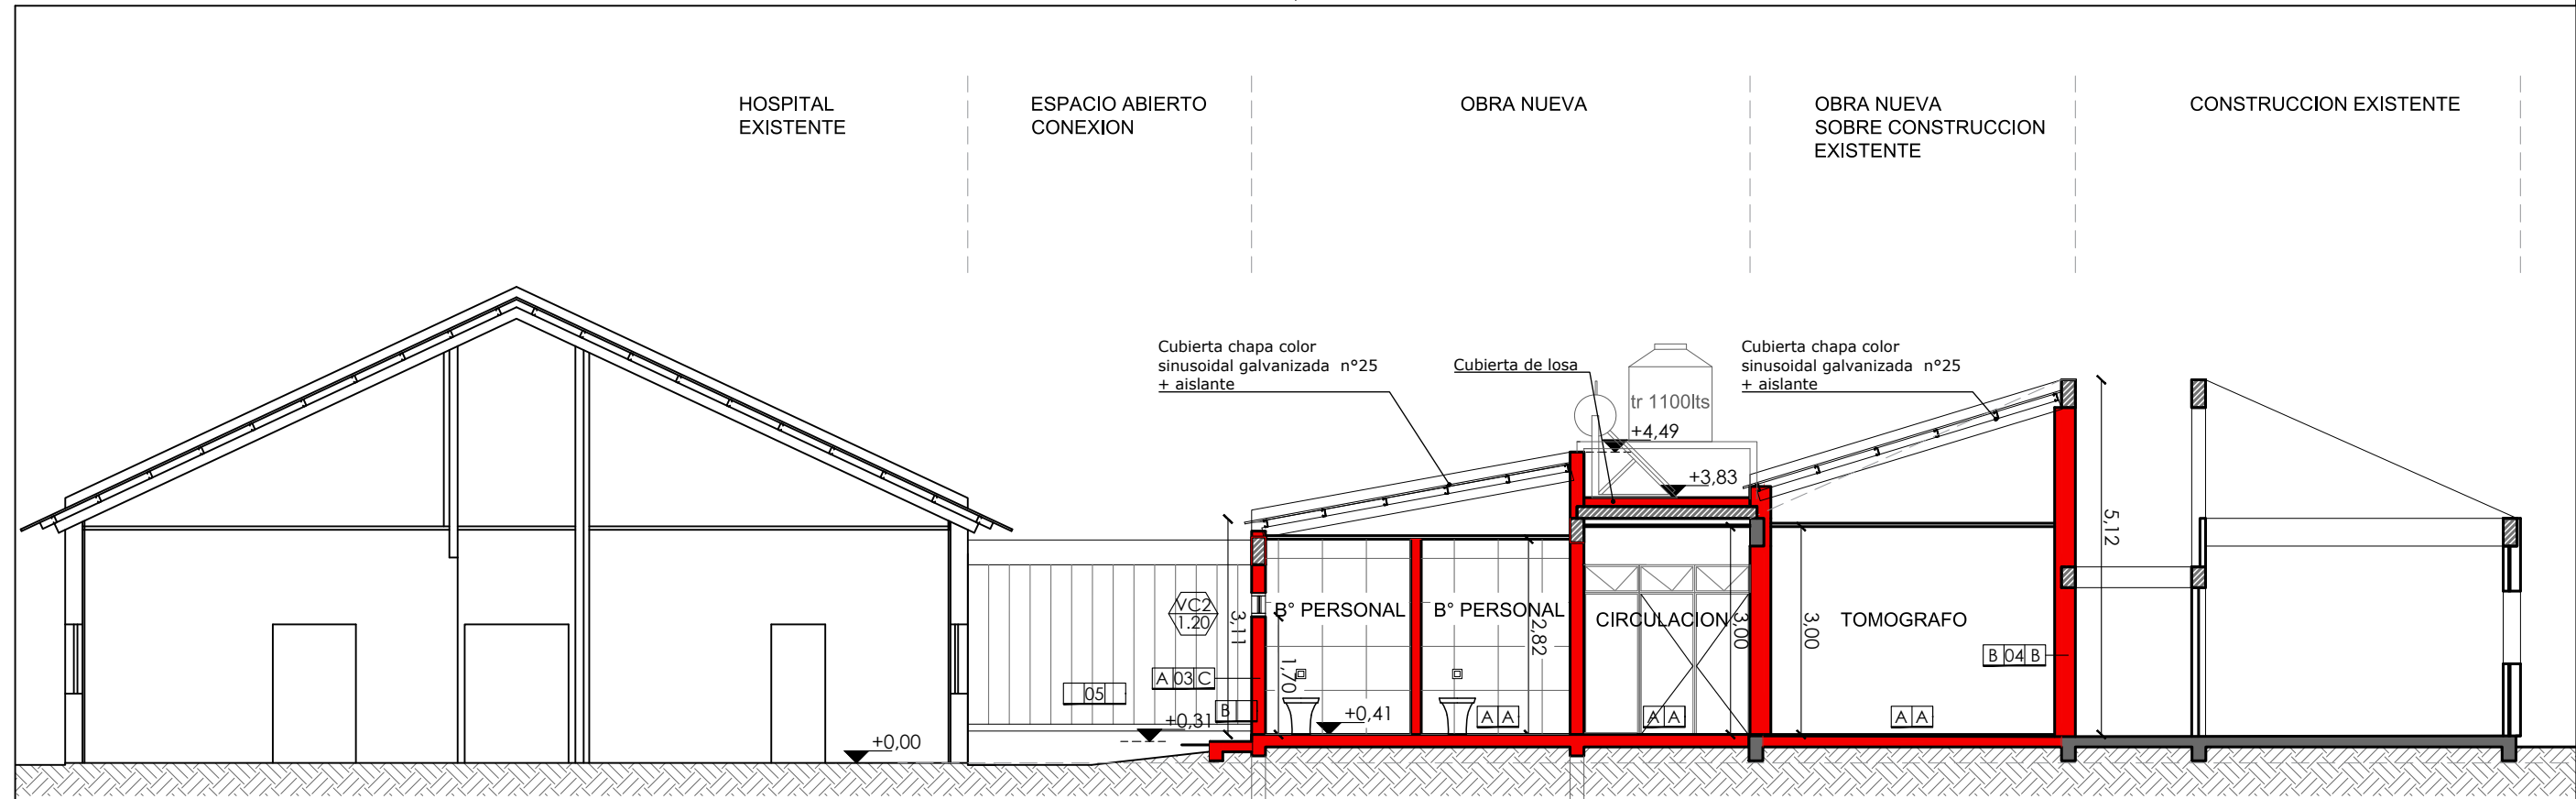 HOSPITAL
EXISTENTE
ESPACIO ABIERTO
CONEXION
OBRA NUEVA
OBRA NUEVA
SOBRE CONSTRUCCION
EXISTENTE
CONSTRUCCION EXISTENTE
Cubierta chapa color
sinusoidal galvanizada n°25
+ aislante
Cubierta de losa
tr 1100lts
Cubierta chapa color
sinusoidal galvanizada n°25
+ aislante
+4,49
+3,83
5,12
VC2
1.20
3,11
B° PERSONAL
B° PERSONAL
2,82
CIRCULACION
3,00
3,00
TOMOGRAFO
B 04 B
A 03 C
1,70
05
B
+0,31
+0,41
A A
A A
A A
+0,00